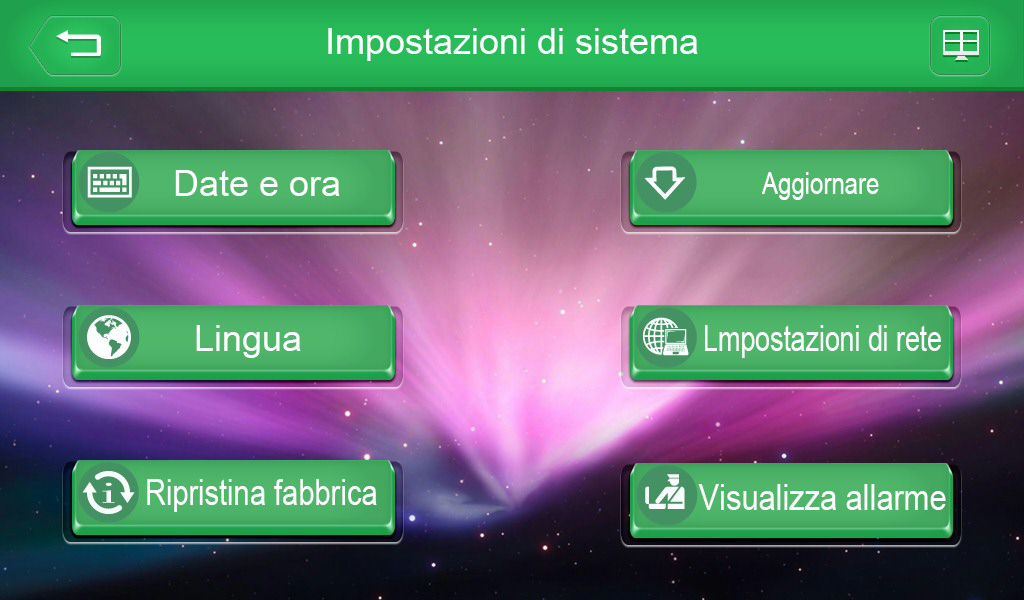 Impostazioni di sistema
Date e ora
Aggiornare
Lingua
Lmpostazioni di rete
Ripristina fabbrica
Visualizza allarme